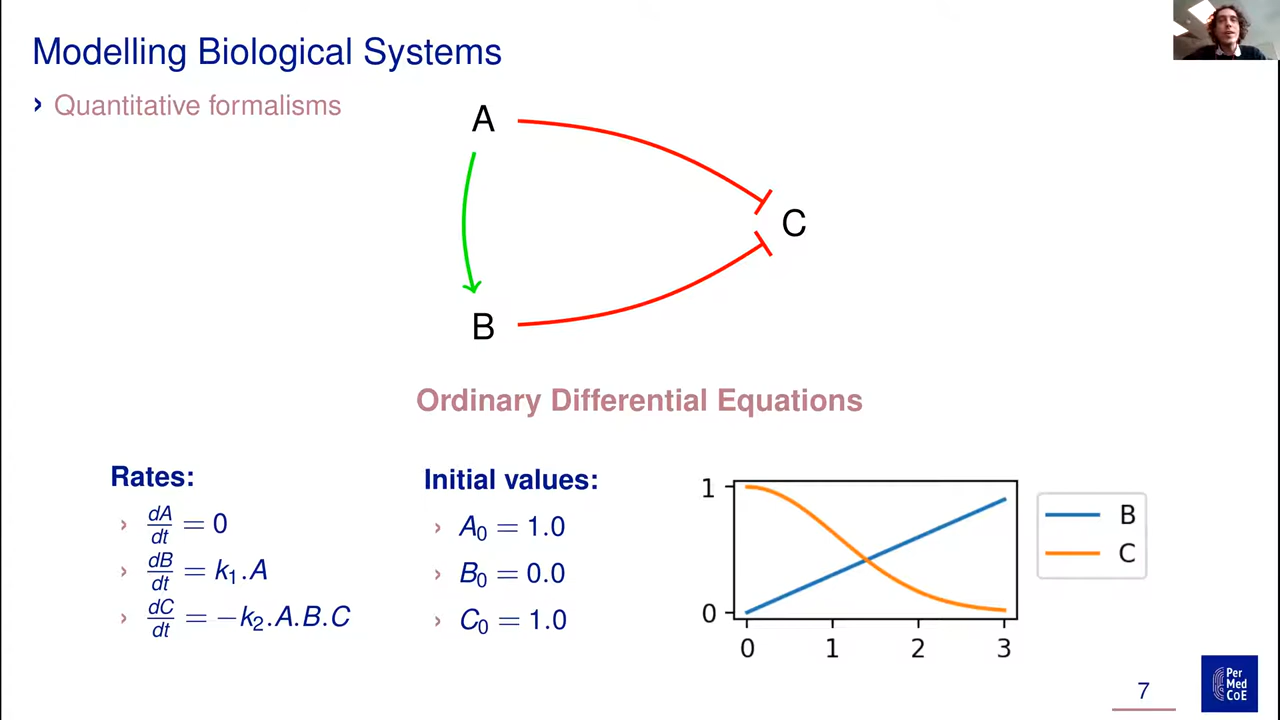 Modelling Biological Systems
› Quantitative formalisms
A
C
B
Ordinary Differential Equations
Rates:
› dA/dt = 0
› dB/dt = k₁.A
› dC/dt = −k₂.A.B.C
Initial values:
› A₀ = 1.0
› B₀ = 0.0
› C₀ = 1.0
1
0
0 1 2 3
B
C
7
Per
Med
CoE